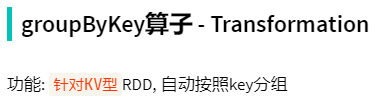 groupByKey算子 - Transformation
功能: 针对KV型 RDD, 自动按照key分组